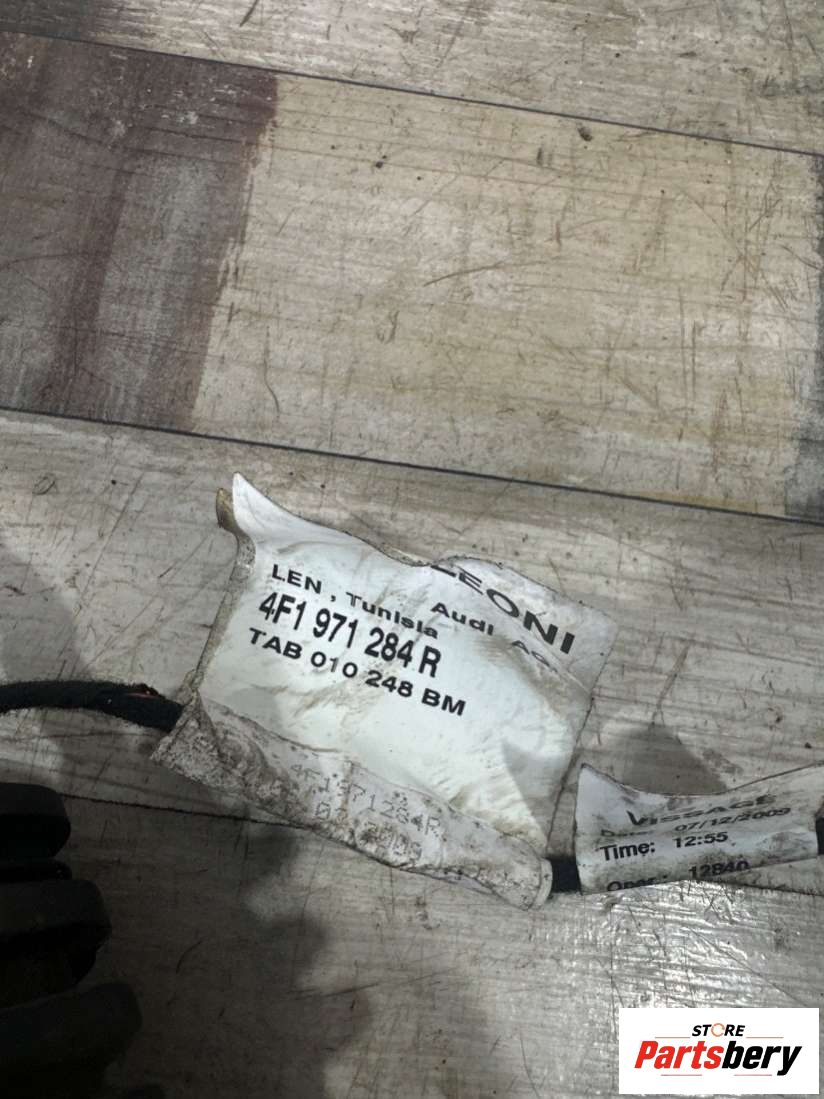 LEONI
Audi AG
LEN , Tunisia
4F1 971 284 R
TAB 010 248 BM
4F1971284R
VISSAGE
Date: 07/12/2009
Time: 12:55
Oper.: 12840
STORE
Partsbery